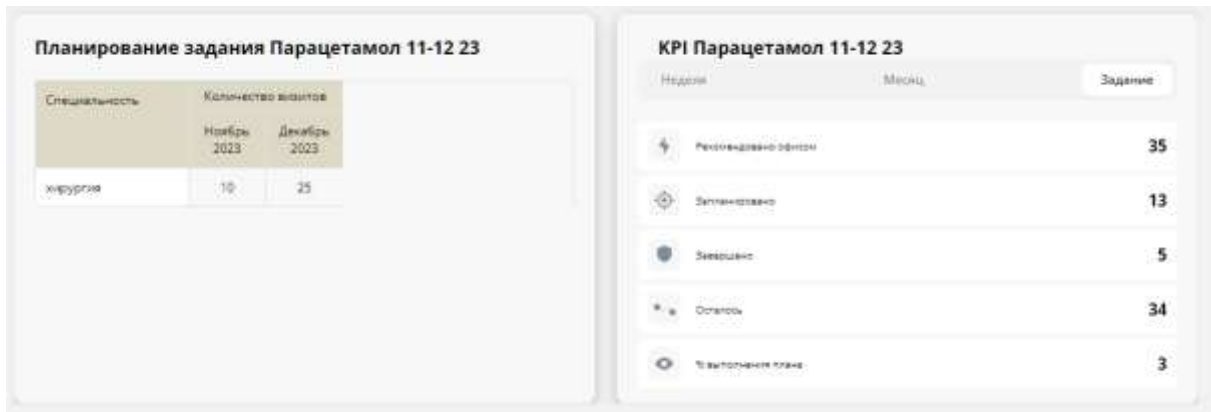 Планирование задания Парацетамол 11-12 23
Специальность
Количество визитов
Ноябрь 2023
Декабрь 2023
хирургия 10 25
KPI Парацетамол 11-12 23
Неделя Месяц Задание
Рекомендовано офисом 35
Запланировано 13
Завершено 5
Осталось 34
% выполнения плана 3